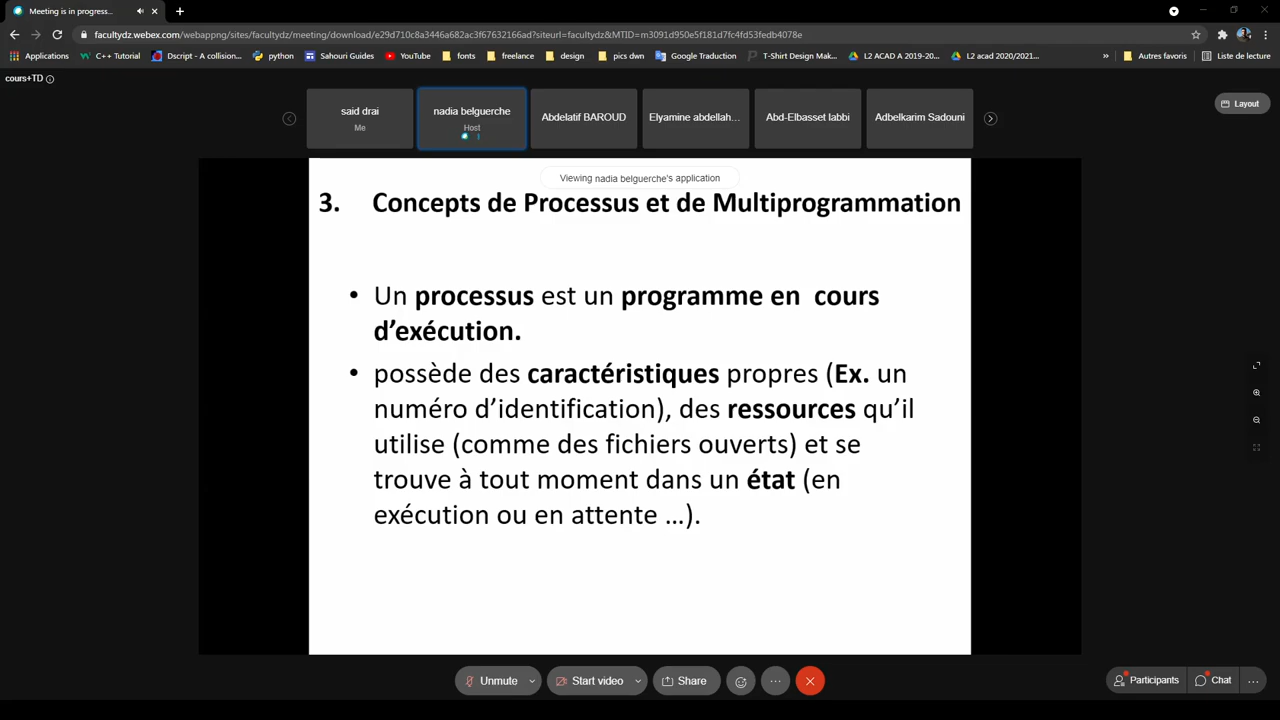 Meeting is in progress...
facultydz.webex.com/webappng/sites/facultydz/meeting/download/e29d710c8a3446a682ac3f67632166ad?siteurl=facultydz&MTID=m3091d950e5f181d7fc4fd53fedb4078e
Applications C++ Tutorial Dscript - A collision... python Sahouri Guides YouTube fonts freelance design pics dwn Google Traduction T-Shirt Design Mak... L2 ACAD A 2019-20... L2 acad 2020/2021... » Autres favoris Liste de lecture
cours+TD
said drai
Me
nadia belguerche
Host
Abdelatif BAROUD
Elyamine abdellah...
Abd-Elbasset labbi
Adbelkarim Sadouni
Layout
Viewing nadia belguerche's application
3. Concepts de Processus et de Multiprogrammation
• Un processus est un programme en cours
d'exécution.
• possède des caractéristiques propres (Ex. un
numéro d'identification), des ressources qu'il
utilise (comme des fichiers ouverts) et se
trouve à tout moment dans un état (en
exécution ou en attente ...).
Unmute Start video Share
Participants Chat